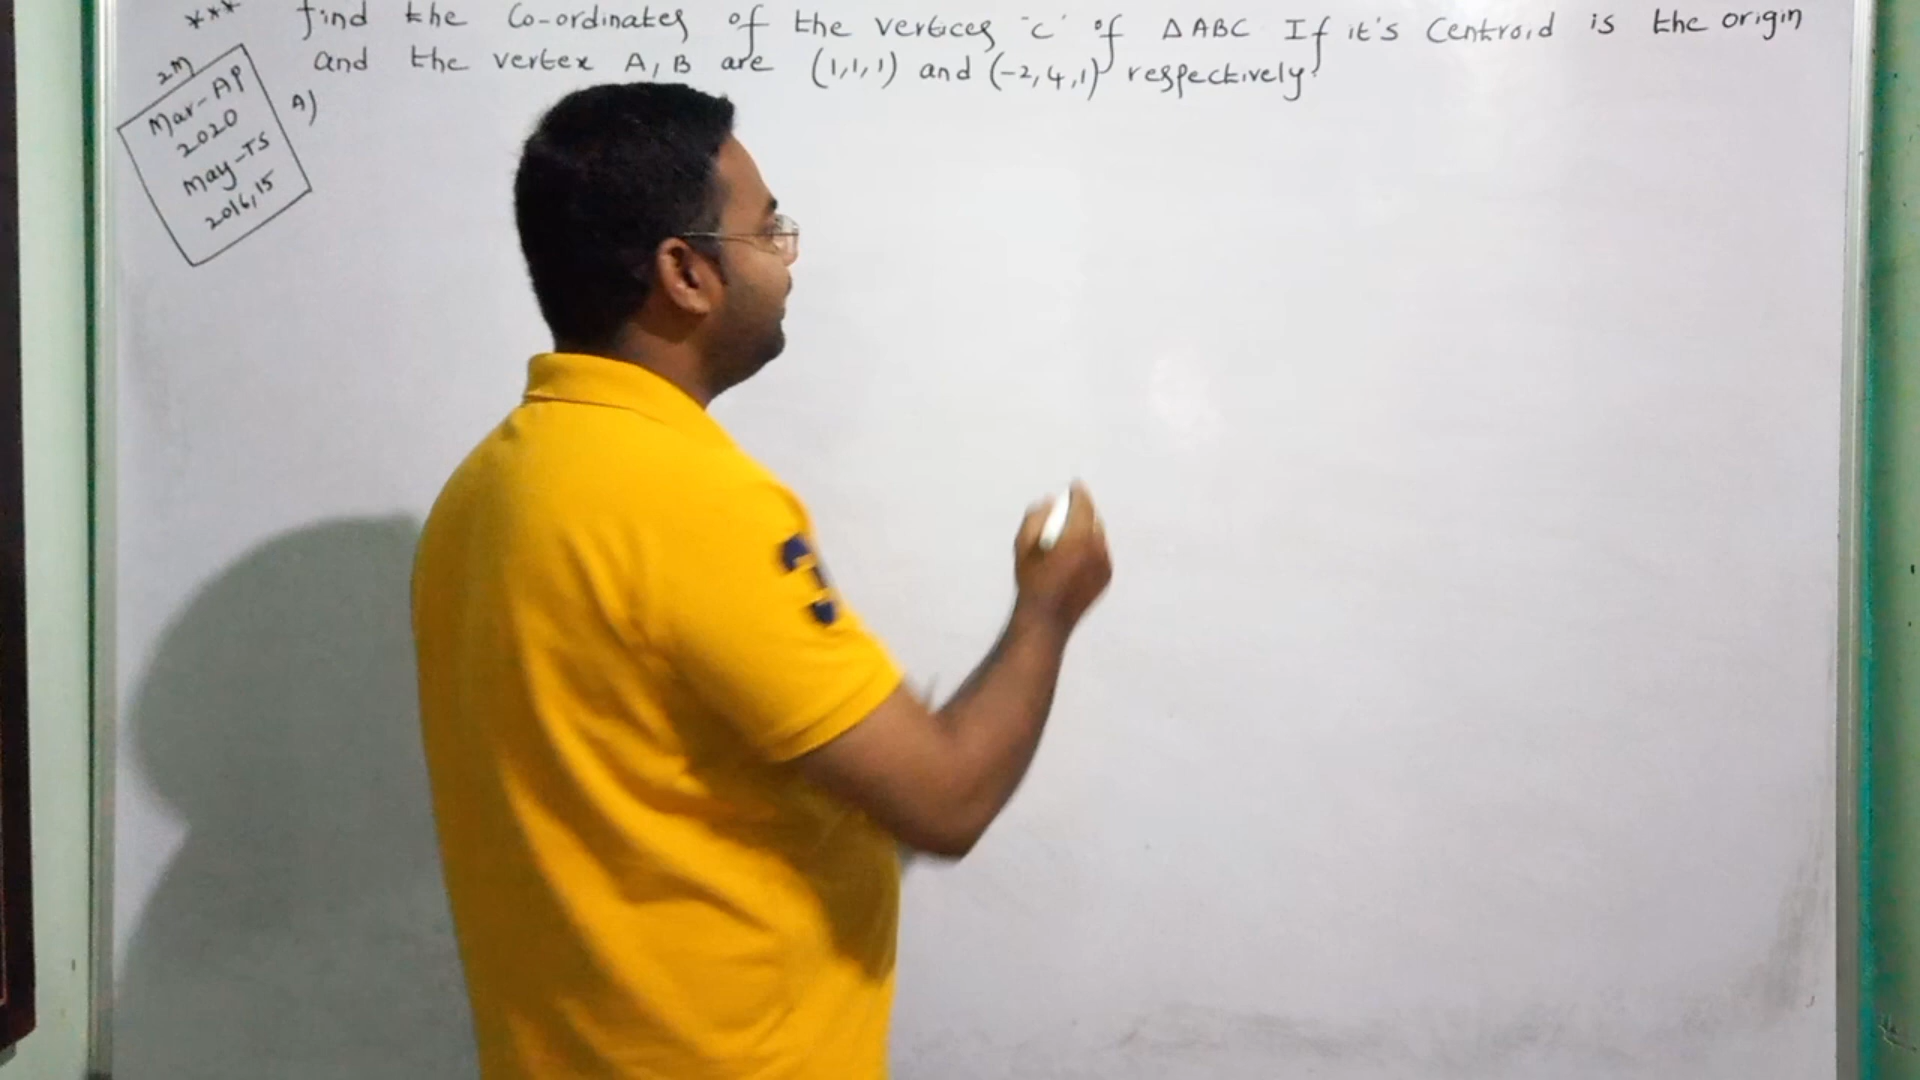 ***
2M
Mar-AP
2020
May-TS
2016,15
find the Co-ordinates of the vertices 'C' of ΔABC If it's Centroid is the origin
and the vertex A, B are (1,1,1) and (-2,4,1) respectively.
A)